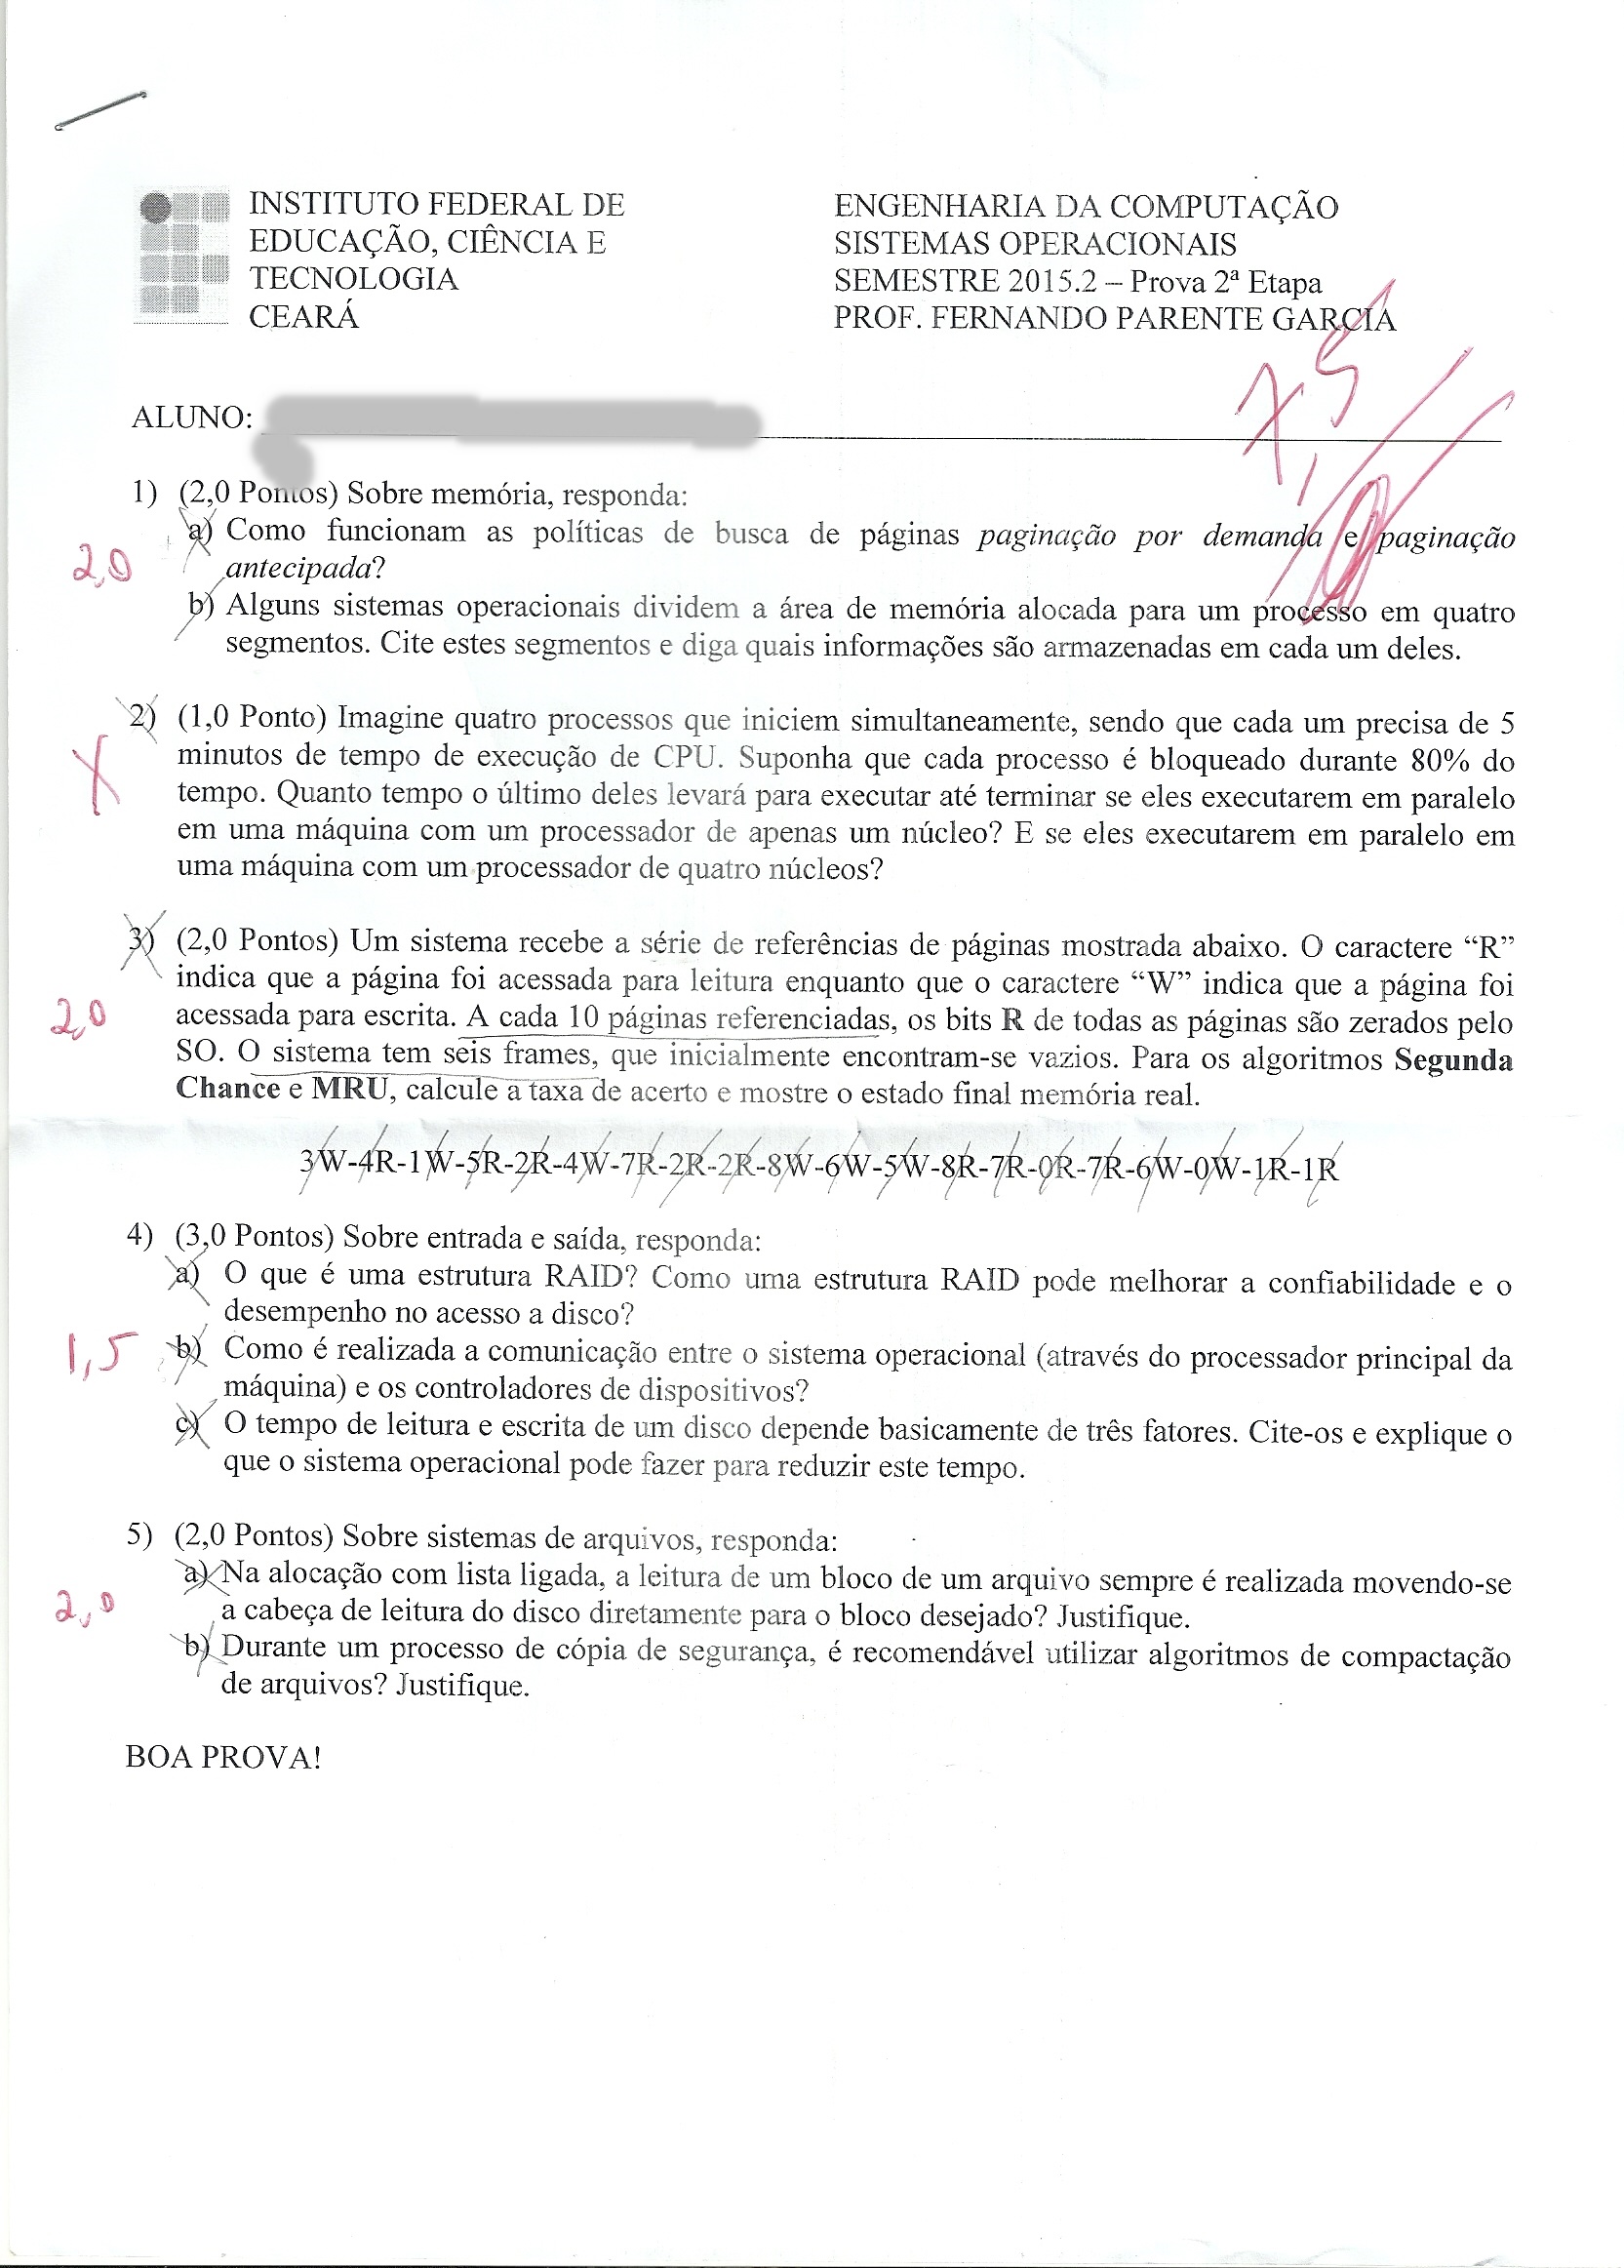 INSTITUTO FEDERAL DE
EDUCAÇÃO, CIÊNCIA E
TECNOLOGIA
CEARÁ
ENGENHARIA DA COMPUTAÇÃO
SISTEMAS OPERACIONAIS
SEMESTRE 2015.2 – Prova 2ª Etapa
PROF. FERNANDO PARENTE GARCIA
7,5
ALUNO:
1) (2,0 Pontos) Sobre memória, responda:
a) Como funcionam as políticas de busca de páginas paginação por demanda e paginação
2,0
antecipada?
b) Alguns sistemas operacionais dividem a área de memória alocada para um processo em quatro
segmentos. Cite estes segmentos e diga quais informações são armazenadas em cada um deles.
2) (1,0 Ponto) Imagine quatro processos que iniciem simultaneamente, sendo que cada um precisa de 5
minutos de tempo de execução de CPU. Suponha que cada processo é bloqueado durante 80% do
X
tempo. Quanto tempo o último deles levará para executar até terminar se eles executarem em paralelo
em uma máquina com um processador de apenas um núcleo? E se eles executarem em paralelo em
uma máquina com um processador de quatro núcleos?
3) (2,0 Pontos) Um sistema recebe a série de referências de páginas mostrada abaixo. O caractere “R”
indica que a página foi acessada para leitura enquanto que o caractere “W” indica que a página foi
2,0
acessada para escrita. A cada 10 páginas referenciadas, os bits R de todas as páginas são zerados pelo
SO. O sistema tem seis frames, que inicialmente encontram-se vazios. Para os algoritmos Segunda
Chance e MRU, calcule a taxa de acerto e mostre o estado final memória real.
3W-4R-1W-5R-2R-4W-7R-2R-2R-8W-6W-5W-8R-7R-0R-7R-6W-0W-1R-1R
4) (3,0 Pontos) Sobre entrada e saída, responda:
a) O que é uma estrutura RAID? Como uma estrutura RAID pode melhorar a confiabilidade e o
desempenho no acesso a disco?
1,5
b) Como é realizada a comunicação entre o sistema operacional (através do processador principal da
máquina) e os controladores de dispositivos?
c) O tempo de leitura e escrita de um disco depende basicamente de três fatores. Cite-os e explique o
que o sistema operacional pode fazer para reduzir este tempo.
5) (2,0 Pontos) Sobre sistemas de arquivos, responda:
a) Na alocação com lista ligada, a leitura de um bloco de um arquivo sempre é realizada movendo-se
2,0
a cabeça de leitura do disco diretamente para o bloco desejado? Justifique.
b) Durante um processo de cópia de segurança, é recomendável utilizar algoritmos de compactação
de arquivos? Justifique.
BOA PROVA!